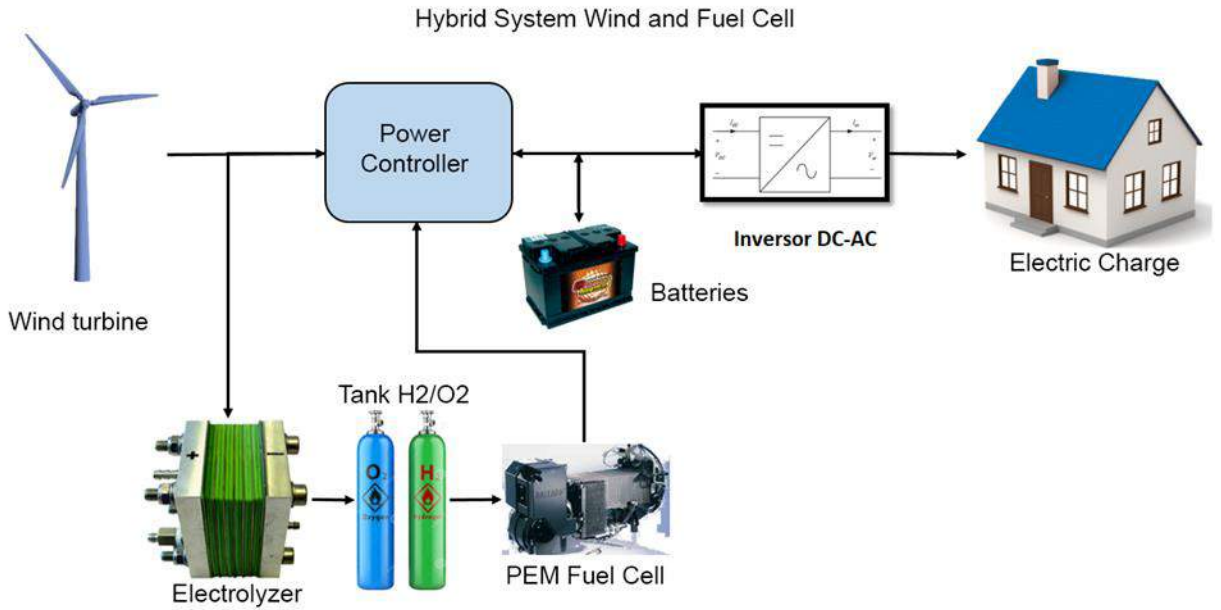 Hybrid System Wind and Fuel Cell
Power
Controller
Inversor DC-AC
Electric Charge
Batteries
Wind turbine
Tank H2/O2
O2
H2
Oxygen
Electrolyzer
PEM Fuel Cell
+